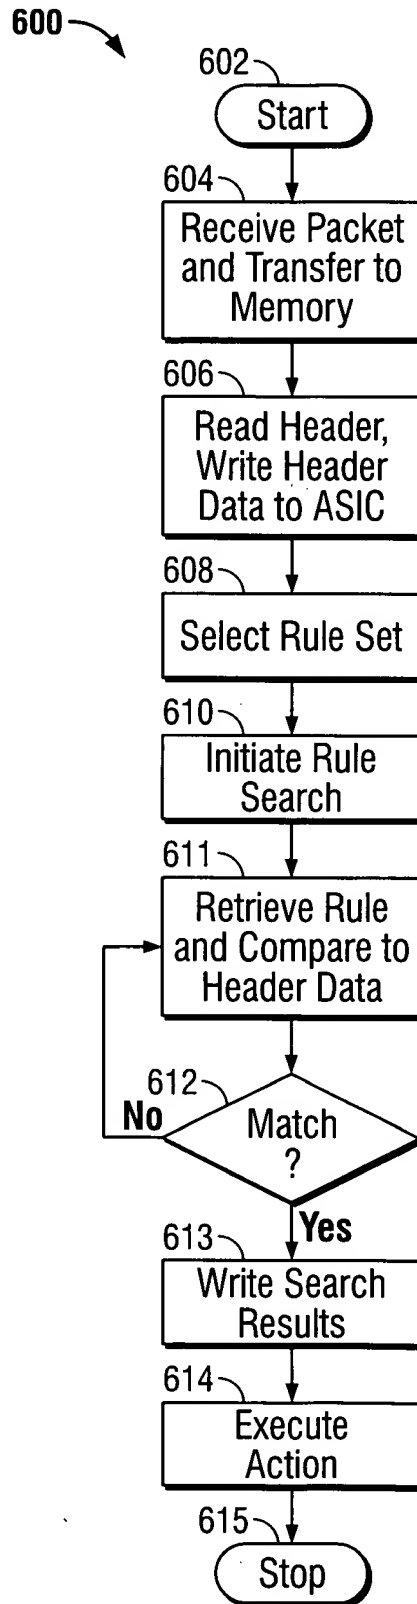 600
602
Start
604
Receive Packet
and Transfer to
Memory
606
Read Header,
Write Header
Data to ASIC
608
Select Rule Set
610
Initiate Rule
Search
611
Retrieve Rule
and Compare to
Header Data
612
No
Match
?
Yes
613
Write Search
Results
614
Execute
Action
615
Stop